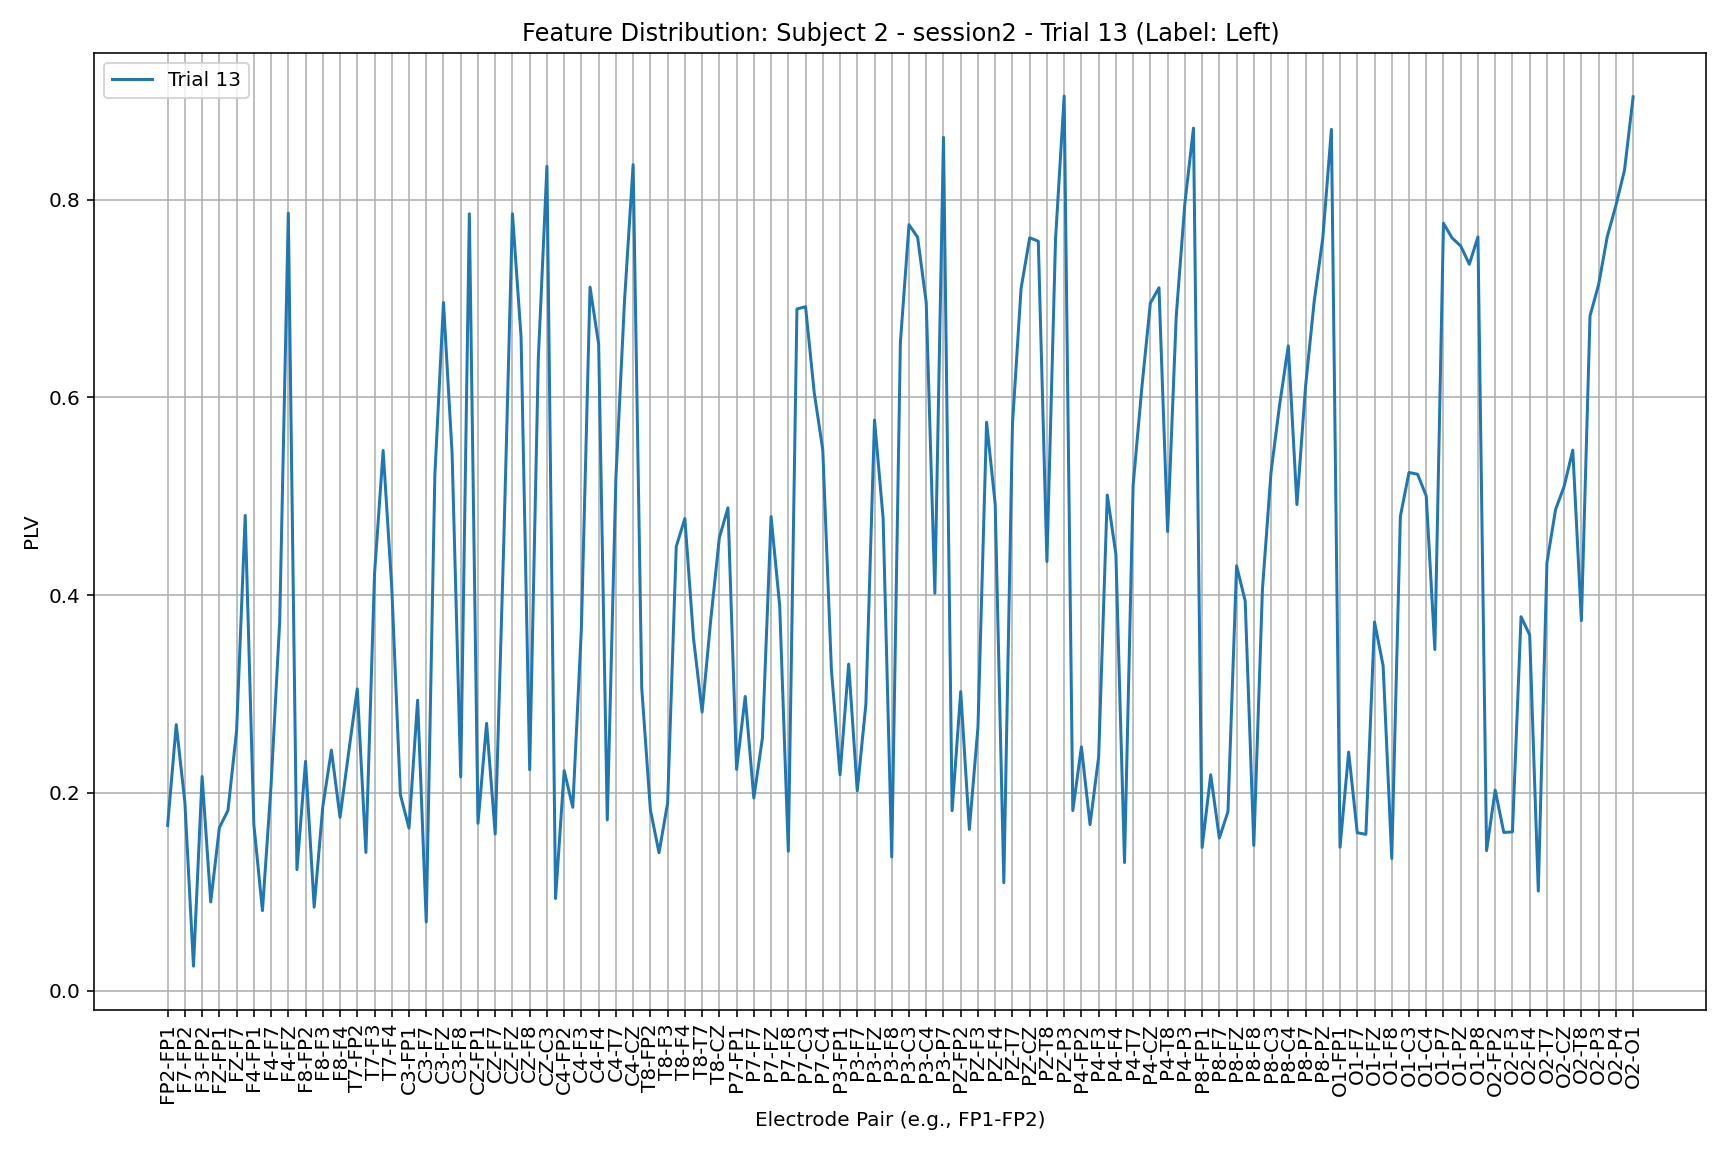 Feature Distribution: Subject 2 - session2 - Trial 13 (Label: Left)
Trial 13
PLV
0.8
0.6
0.4
0.2
0.0
FP2-FP1
F7-FP2
F3-FP2
FZ-FP1
FZ-F7
F4-FP1
F4-F7
F4-FZ
F8-FP2
F8-F3
F8-F4
T7-FP2
T7-F3
T7-F4
C3-FP1
C3-F7
C3-FZ
C3-F8
CZ-FP1
CZ-F7
CZ-FZ
CZ-F8
CZ-C3
C4-FP2
C4-F3
C4-F4
C4-T7
C4-CZ
T8-FP2
T8-F3
T8-F4
T8-T7
T8-CZ
P7-FP1
P7-F7
P7-FZ
P7-F8
P7-C3
P7-C4
P3-FP1
P3-F7
P3-FZ
P3-F8
P3-C3
P3-C4
P3-P7
PZ-FP2
PZ-F3
PZ-F4
PZ-T7
PZ-CZ
PZ-T8
PZ-P3
P4-FP2
P4-F3
P4-F4
P4-T7
P4-CZ
P4-T8
P4-P3
P8-FP1
P8-F7
P8-FZ
P8-F8
P8-C3
P8-C4
P8-P7
P8-PZ
O1-FP1
O1-F7
O1-FZ
O1-F8
O1-C3
O1-C4
O1-P7
O1-PZ
O1-P8
O2-FP2
O2-F3
O2-F4
O2-T7
O2-CZ
O2-T8
O2-P3
O2-P4
O2-O1
Electrode Pair (e.g., FP1-FP2)